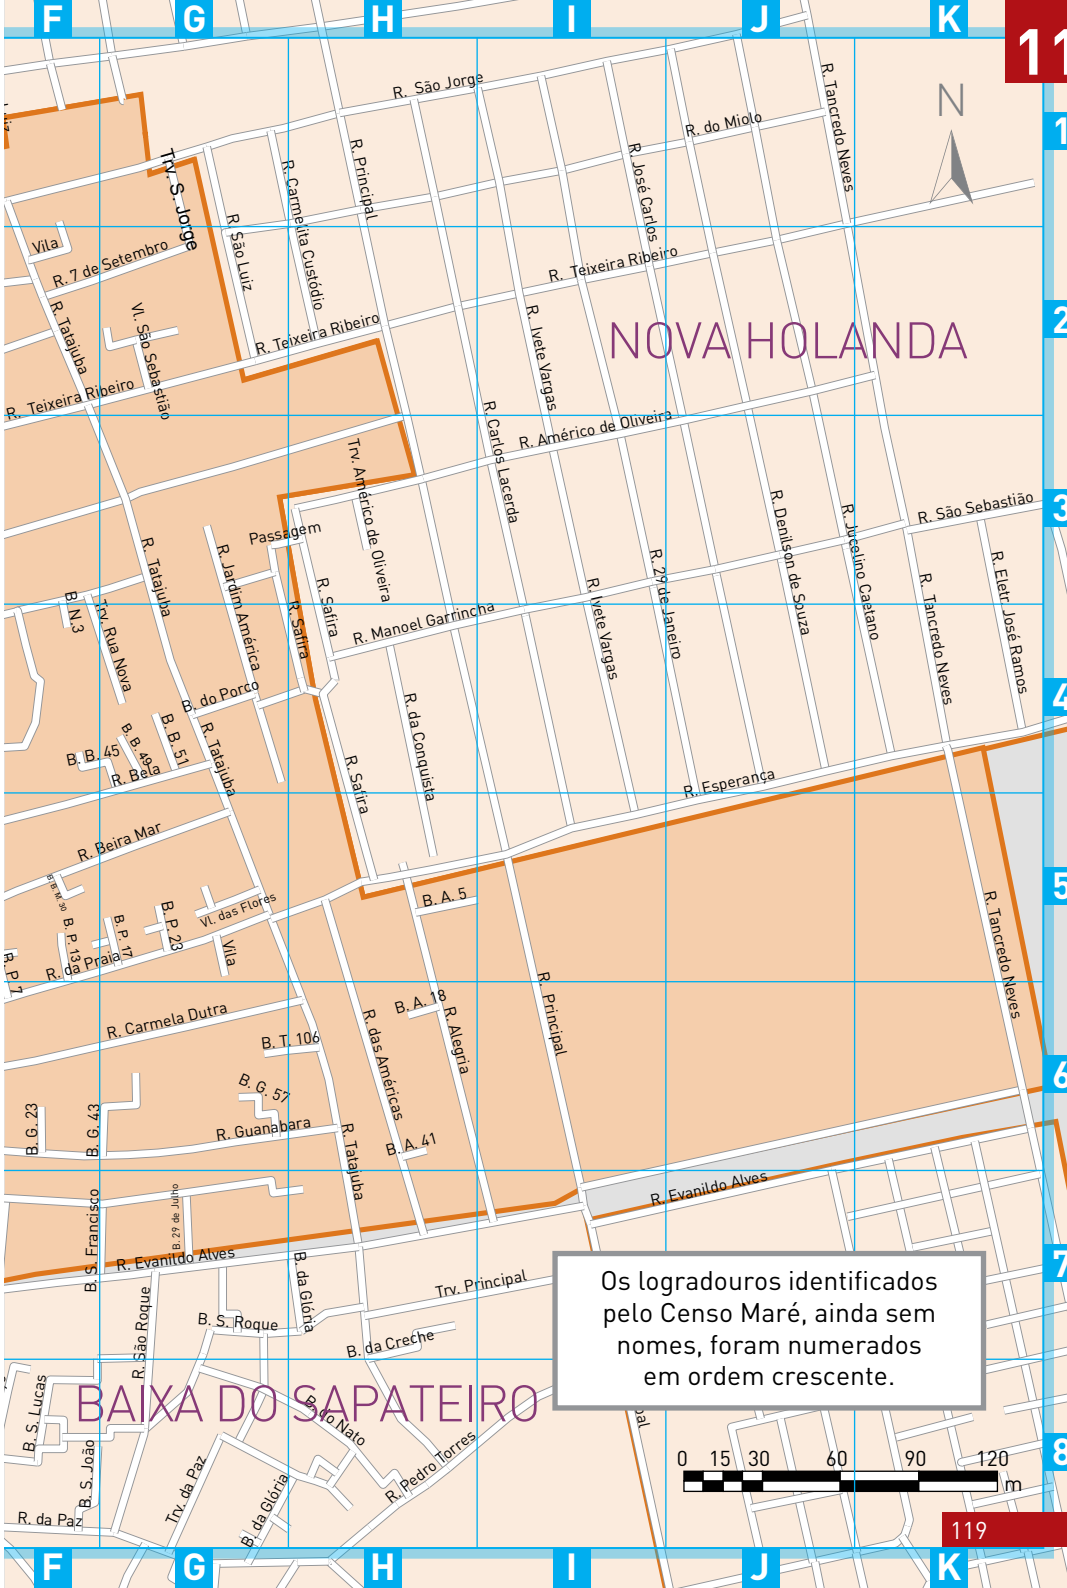 F G H I J K
11
N
1
2
3
4
5
6
7
8
R. São Jorge
R. do Miolo
R. Tancredo Neves
R. Principal
R. José Carlos
Trv. S. Jorge
R. Carmelita Custódio
R. São Luiz
Vila
R. 7 de Setembro
R. Teixeira Ribeiro
R. Tatajuba
Vl. São Sebastião
R. Teixeira Ribeiro
R. Teixeira Ribeiro
R. Ivete Vargas
NOVA HOLANDA
R. Carlos Lacerda
R. Américo de Oliveira
Trv. Américo de Oliveira
Passagem
R. São Sebastião
R. Denilson de Souza
R. Jucelino Caetano
R. Tatajuba
R. Jardim América
R. Safira
R. Safira
R. Manoel Garrincha
R. Ivete Vargas
R. 29 de Janeiro
R. Tancredo Neves
R. Eletr. José Ramos
B. N.3
Trv. Rua Nova
B. do Porco
R. Tatajuba
B. B. 45
B. B. 49
B. B. 51
R. Bela
R. Safira
R. da Conquista
R. Esperança
R. Beira Mar
B. B. M. 30
B. P. 13
B. P. 17
B. P. 23
Vl. das Flores
Vila
B. P. 7
R. da Praia
B. A. 5
R. Principal
R. Tancredo Neves
R. Carmela Dutra
B. T. 106
B. A. 18
R. Alegria
R. das Américas
B. G. 57
B. G. 23
B. G. 43
R. Guanabara
R. Tatajuba
B. A. 41
R. Evanildo Alves
B. S. Francisco
B. 29 de Julho
R. Evanildo Alves
B. da Glória
Trv. Principal
R. São Roque
B. S. Roque
B. da Creche
Os logradouros identificados
pelo Censo Maré, ainda sem
nomes, foram numerados
em ordem crescente.
BAIXA DO SAPATEIRO
B. S. Lucas
B. do Nato
B. S. João
Trv. da Paz
B. da Glória
R. Pedro Torres
R. da Paz
0 15 30 60 90 120
m
119
F G H I J K